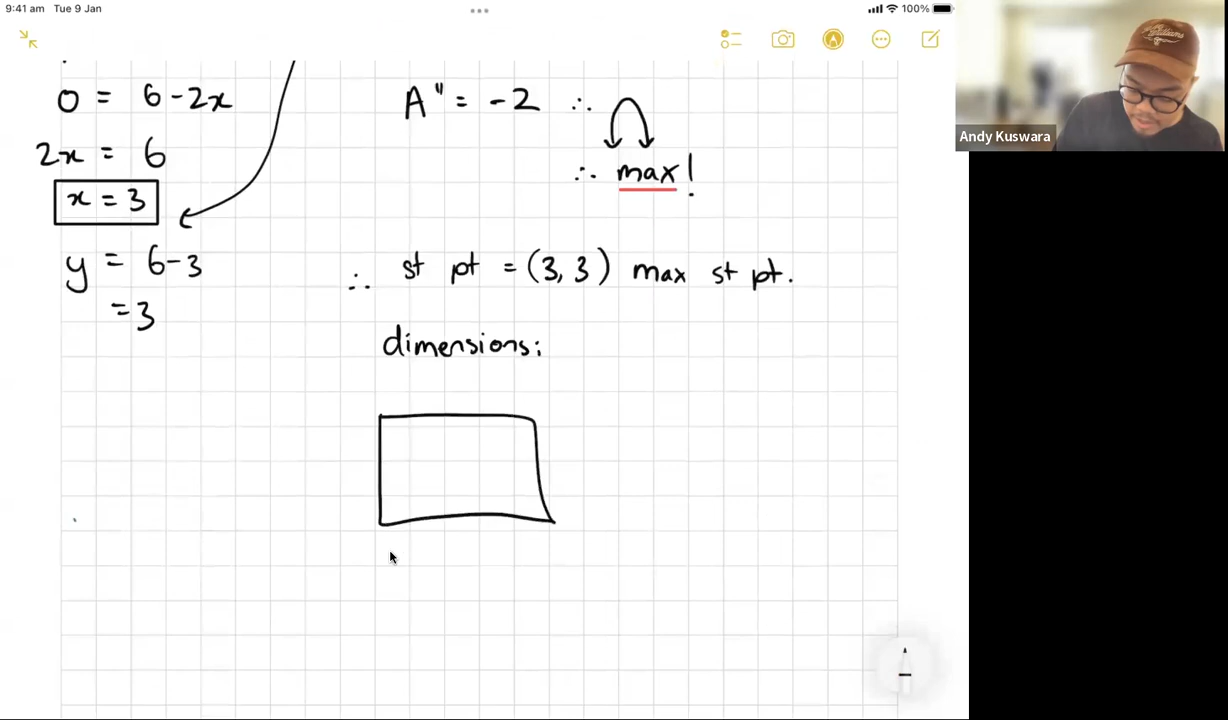 9:41 am Tue 9 Jan
100%
0 = 6-2x
2x = 6
x = 3
y = 6-3
=3
A" = -2 ∴
∴ max!
∴ st pt = (3, 3) max st pt.
dimensions:
Andy Kuswara